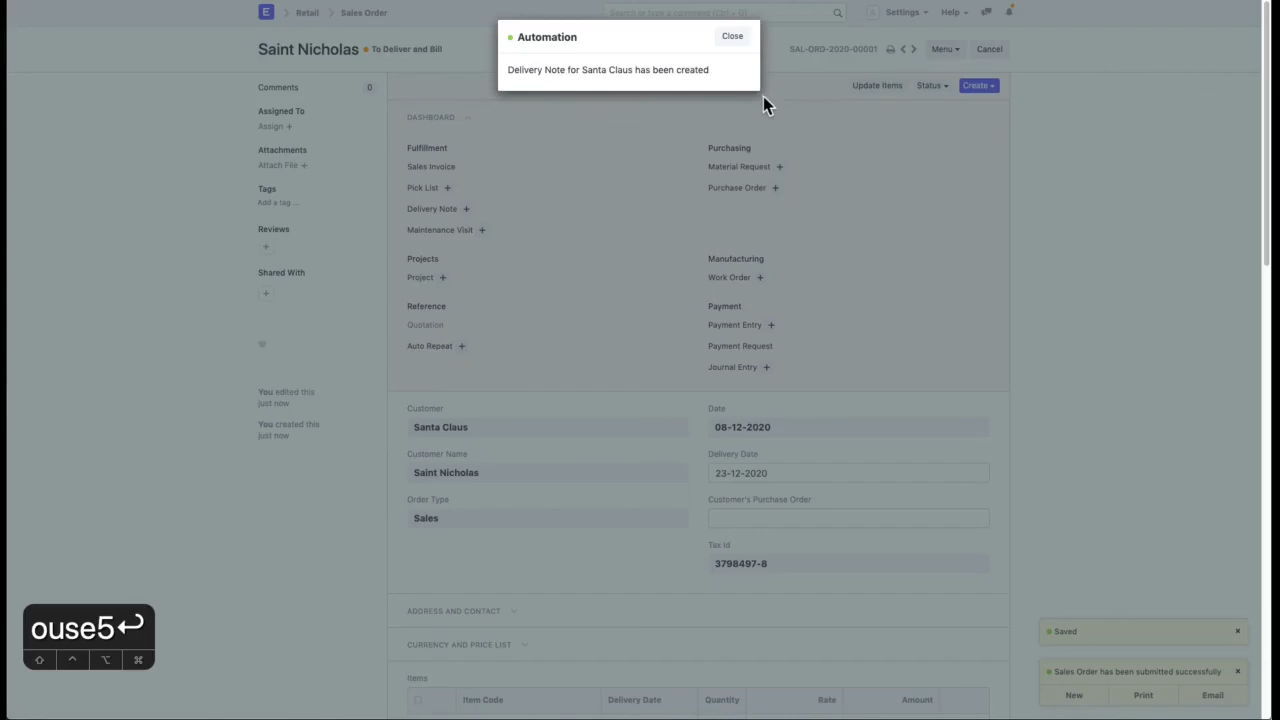 E Retail Sales Order
Search or type a command (Ctrl + G)
A Settings Help
Automation
Close
Delivery Note for Santa Claus has been created
Saint Nicholas To Deliver and Bill
SAL-ORD-2020-00001 Menu Cancel
Update Items Status Create
Comments 0
Assigned To
Assign +
Attachments
Attach File +
Tags
Add a tag ...
Reviews
+
Shared With
+
You edited this
just now
You created this
just now
DASHBOARD
Fulfillment
Sales Invoice
Pick List +
Delivery Note +
Maintenance Visit +
Purchasing
Material Request +
Purchase Order +
Projects
Project +
Manufacturing
Work Order +
Reference
Quotation
Auto Repeat +
Payment
Payment Entry +
Payment Request
Journal Entry +
Customer
Santa Claus
Customer Name
Saint Nicholas
Order Type
Sales
Date
08-12-2020
Delivery Date
23-12-2020
Customer's Purchase Order
Tax Id
3798497-8
ADDRESS AND CONTACT
CURRENCY AND PRICE LIST
Items
Item Code Delivery Date Quantity Rate Amount
ouse5↩
⇧ ⌃ ⌥ ⌘
Saved ×
Sales Order has been submitted successfully ×
New Print Email